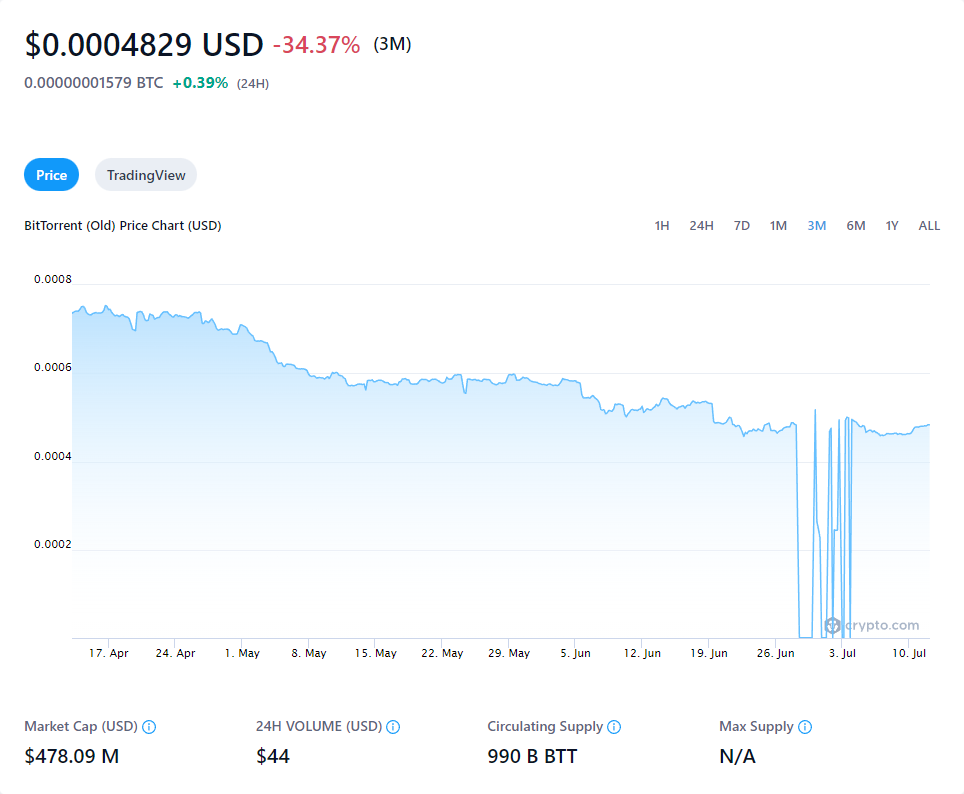 $0.0004829 USD -34.37% (3M)
0.00000001579 BTC +0.39% (24H)
Price TradingView
BitTorrent (Old) Price Chart (USD) 1H 24H 7D 1M 3M 6M 1Y ALL
0.0008
0.0006
0.0004
0.0002
crypto.com
17. Apr 24. Apr 1. May 8. May 15. May 22. May 29. May 5. Jun 12. Jun 19. Jun 26. Jun 3. Jul 10. Jul
Market Cap (USD) 24H VOLUME (USD) Circulating Supply Max Supply
$478.09 M $44 990 B BTT N/A